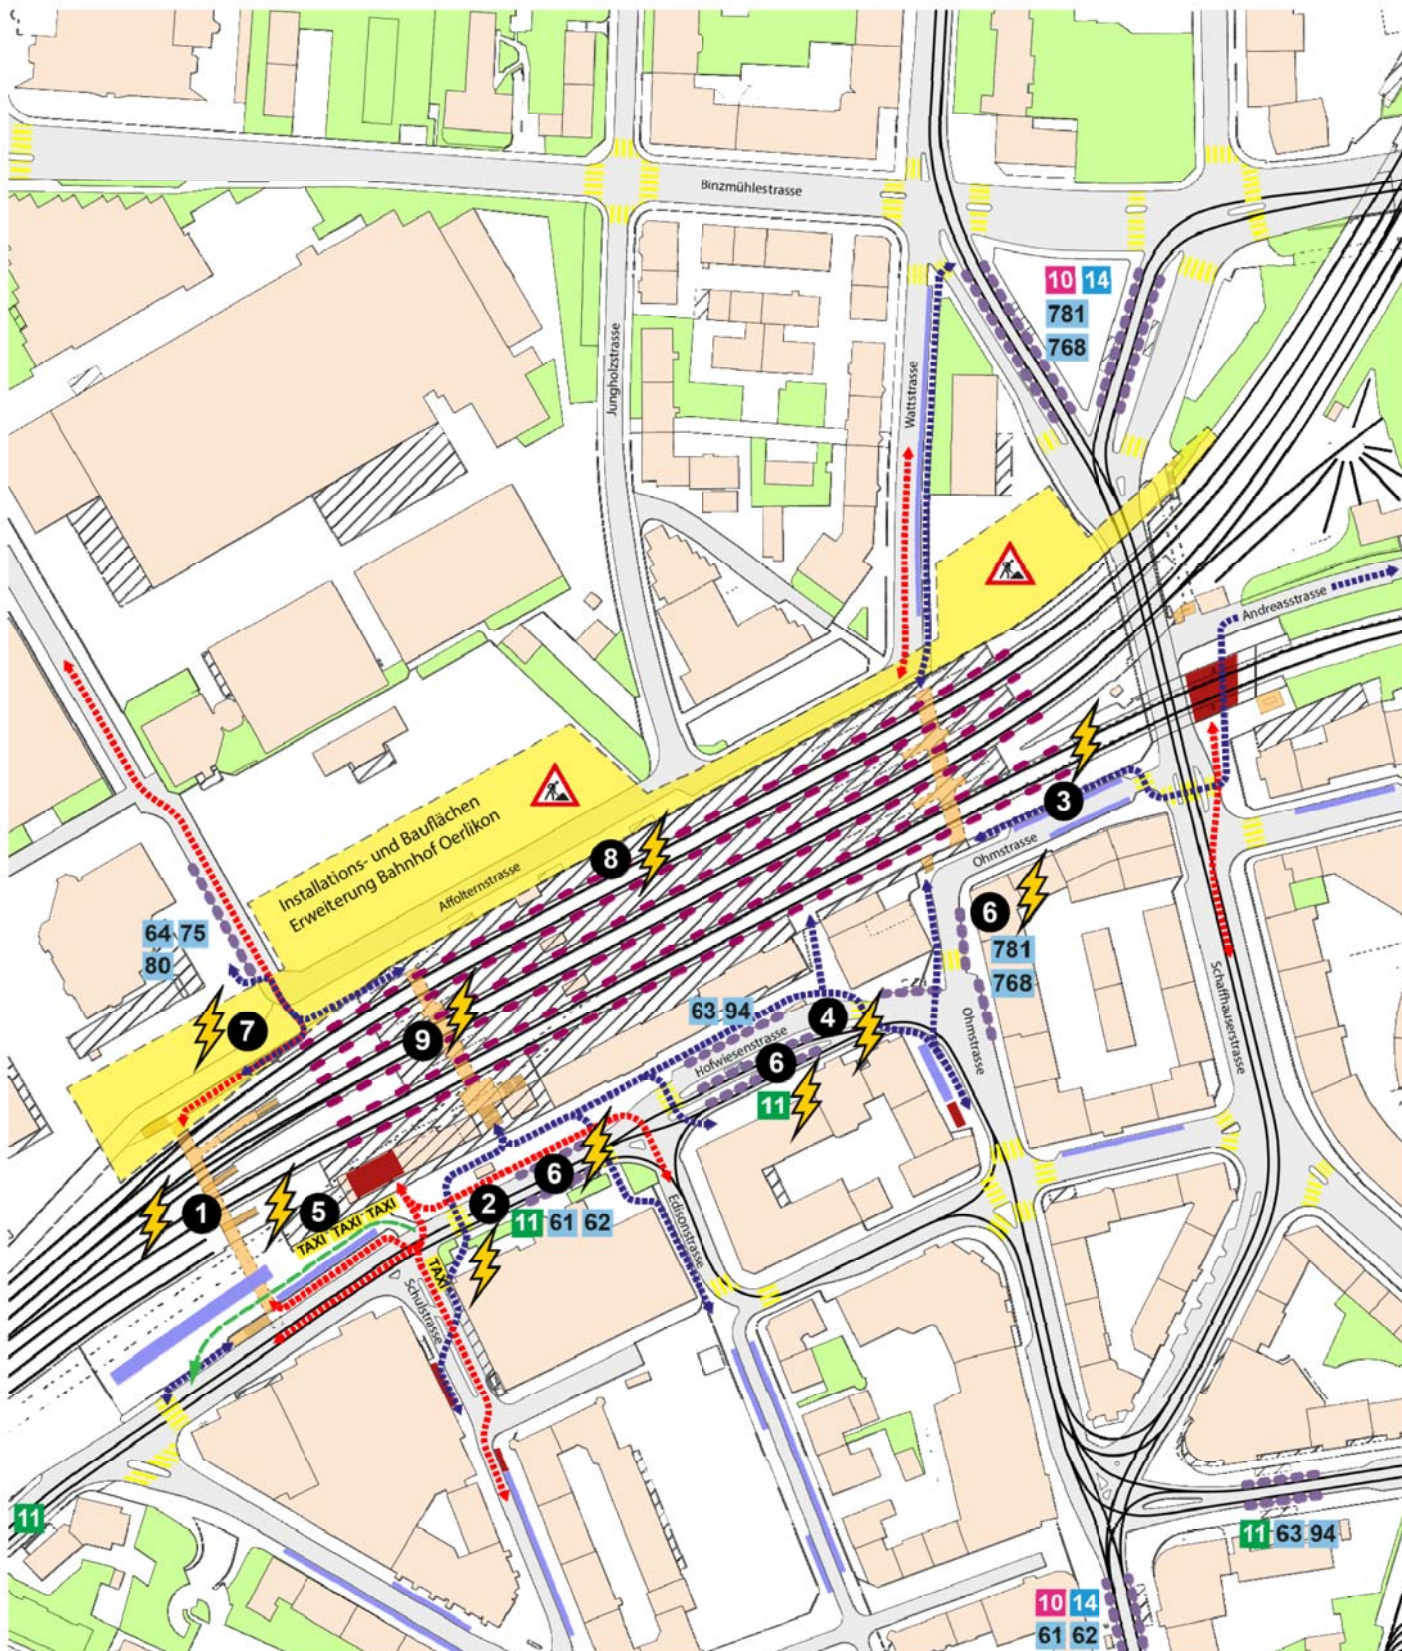 Binzmühlestrasse
10 14
781
768
Jungholzstrasse
Wattstrasse
Andreasstrasse
3
Ohmstrasse
Installations- und Bauflächen
Erweiterung Bahnhof Oerlikon
Affolternstrasse
8
6
781
768
64 75
80
7
9
63 94
4
Hofwiesenstrasse
6
11
Ohmstrasse
Schaffhauserstrasse
1
5
TAXI TAXI TAXI
2
6
11 61 62
Edisonstrasse
TAXI
Schulstrasse
11
11 63 94
10 14
61 62